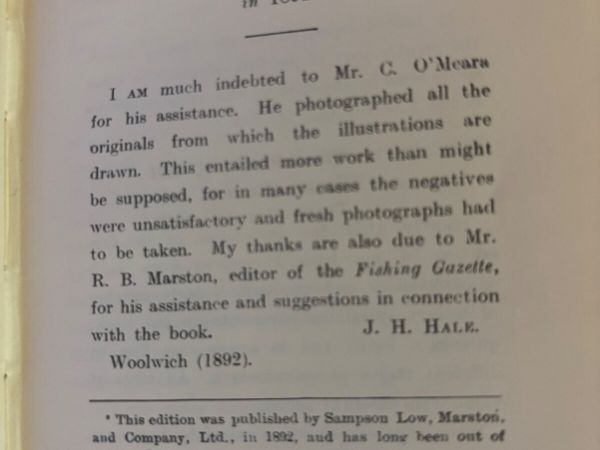 in
I AM much indebted to Mr. C. O'Meara
for his assistance. He photographed all the
originals from which the illustrations are
drawn. This entailed more work than might
be supposed, for in many cases the negatives
were unsatisfactory and fresh photographs had
to be taken. My thanks are also due to Mr.
R. B. Marston, editor of the Fishing Gazette,
for his assistance and suggestions in connection
with the book. J. H. HALE.
Woolwich (1892).
* This edition was published by Sampson Low, Marston,
and Company, Ltd., in 1892, and has long been out of